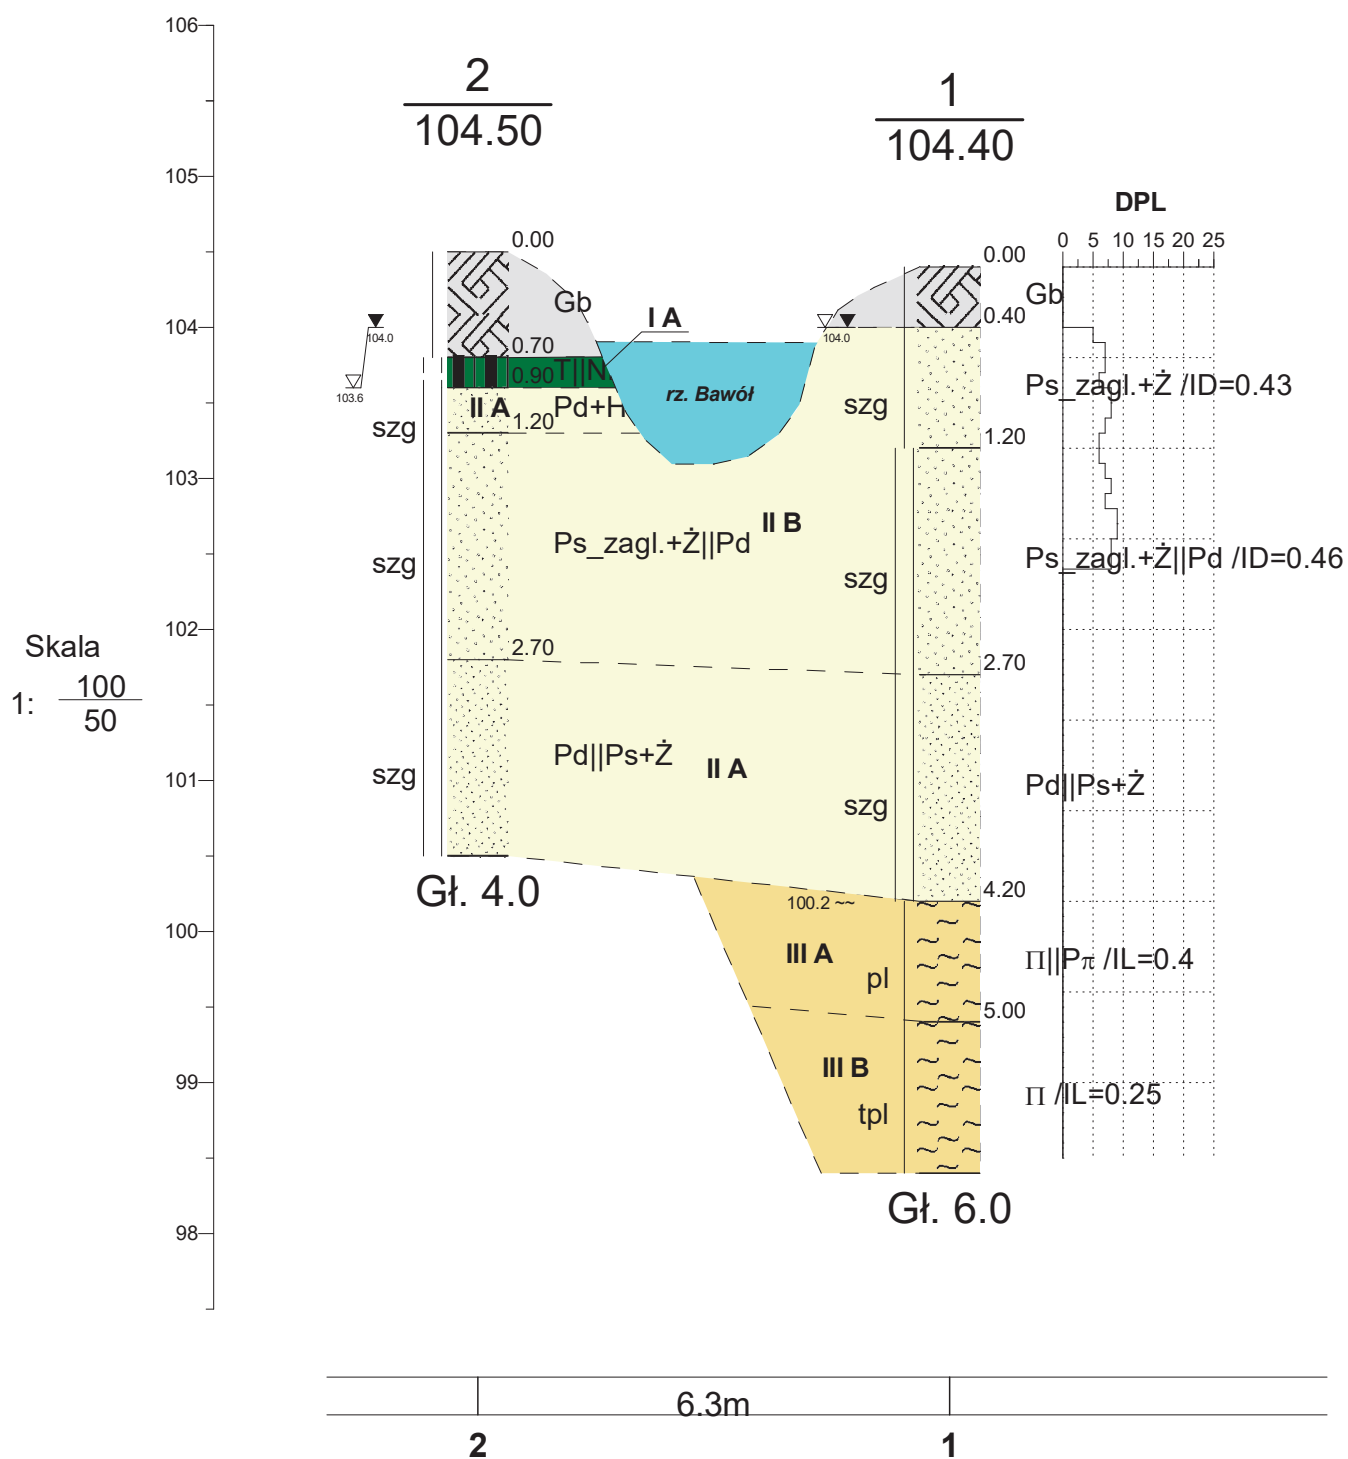 106
105
104
103
102
101
100
99
98
2
104.50
1
104.40
DPL
0 5 10 15 20 25
0.00
0.00
Gb
Gb
0.40
I A
104.0
104.0
0.70
0.90
T||N
rz. Bawół
Ps_zagl.+Ż /ID=0.43
103.6
II A
Pd+H
szg
szg
1.20
1.20
II B
Ps_zagl.+Ż||Pd
Ps_zagl.+Ż||Pd /ID=0.46
szg
szg
Skala
1: 100
50
2.70
2.70
Pd||Ps+Ż
II A
szg
szg
Pd||Ps+Ż
Gł. 4.0
4.20
100.2 ~~
III A
pl
Π||Pπ /IL=0.4
5.00
III B
tpl
Π /IL=0.25
Gł. 6.0
6.3m
2
1